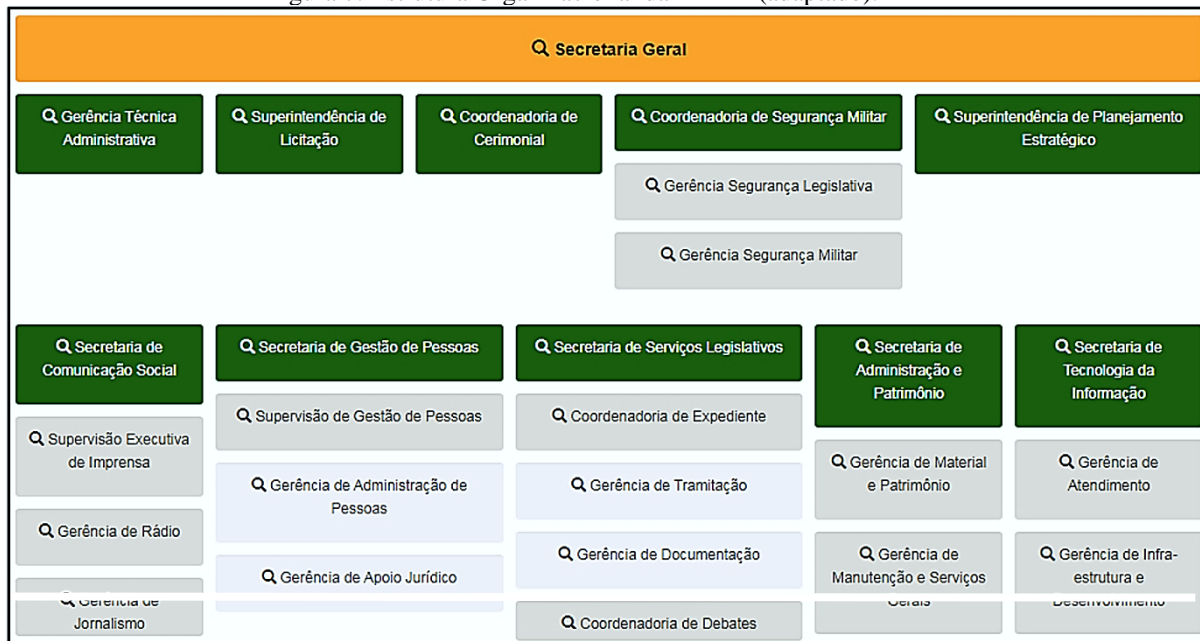 (adaptado).
Secretaria Geral
Gerência Técnica
Administrativa
Superintendência de
Licitação
Coordenadoria de
Cerimonial
Coordenadoria de Segurança Militar
Gerência Segurança Legislativa
Gerência Segurança Militar
Superintendência de Planejamento
Estratégico
Secretaria de
Comunicação Social
Supervisão Executiva
de Imprensa
Gerência de Rádio
Gerência de
Jornalismo
Secretaria de Gestão de Pessoas
Supervisão de Gestão de Pessoas
Gerência de Administração de
Pessoas
Gerência de Apoio Jurídico
Secretaria de Serviços Legislativos
Coordenadoria de Expediente
Gerência de Tramitação
Gerência de Documentação
Coordenadoria de Debates
Secretaria de
Administração e
Patrimônio
Gerência de Material
e Patrimônio
Gerência de
Manutenção e Serviços
Gerais
Secretaria de
Tecnologia da
Informação
Gerência de
Atendimento
Gerência de Infra-
estrutura e
Desenvolvimento